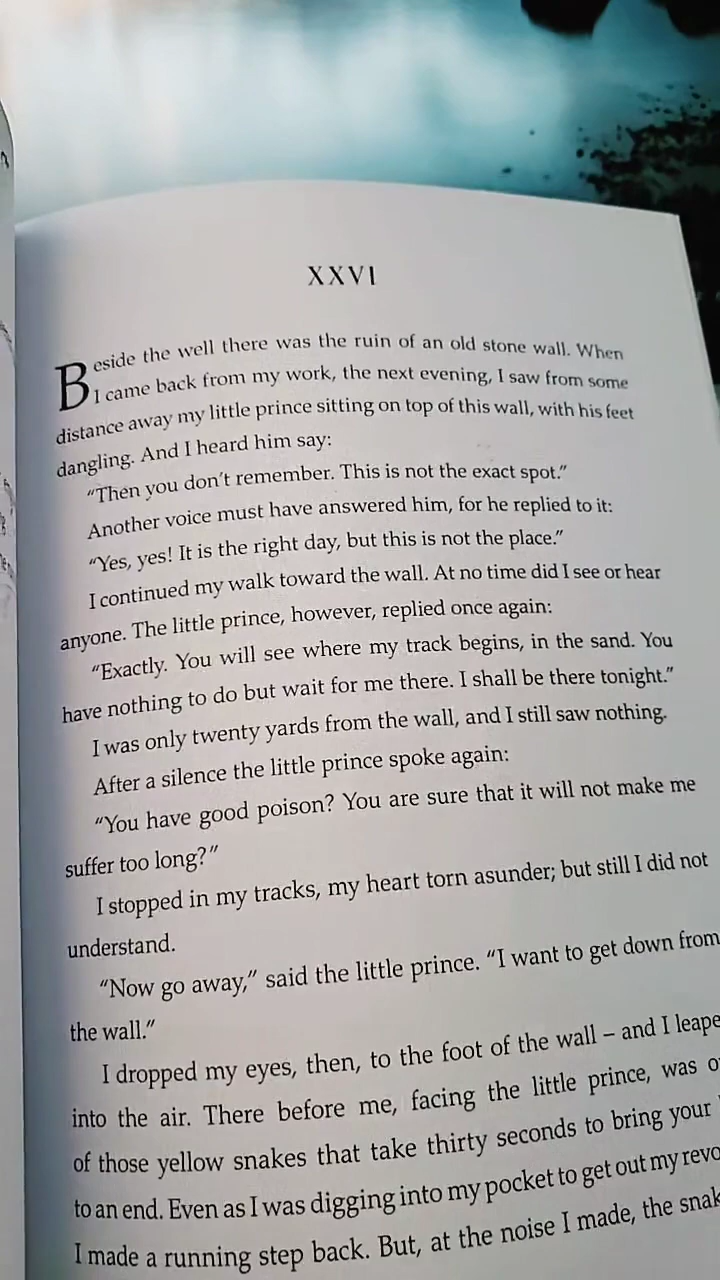 XXVI
Beside the well there was the ruin of an old stone wall. When
I came back from my work, the next evening, I saw from some
distance away my little prince sitting on top of this wall, with his feet
dangling. And I heard him say:
“Then you don’t remember. This is not the exact spot.”
Another voice must have answered him, for he replied to it:
“Yes, yes! It is the right day, but this is not the place.”
I continued my walk toward the wall. At no time did I see or hear
anyone. The little prince, however, replied once again:
“Exactly. You will see where my track begins, in the sand. You
have nothing to do but wait for me there. I shall be there tonight.”
I was only twenty yards from the wall, and I still saw nothing.
After a silence the little prince spoke again:
“You have good poison? You are sure that it will not make me
suffer too long?”
I stopped in my tracks, my heart torn asunder; but still I did not
understand.
“Now go away,” said the little prince. “I want to get down from
the wall.”
I dropped my eyes, then, to the foot of the wall – and I
into the air. There before me, facing the little prince, was
of those yellow snakes that take thirty seconds to bring your
to an end. Even as I was digging into my pocket to get out my
I made a running step back. But, at the noise I made, the